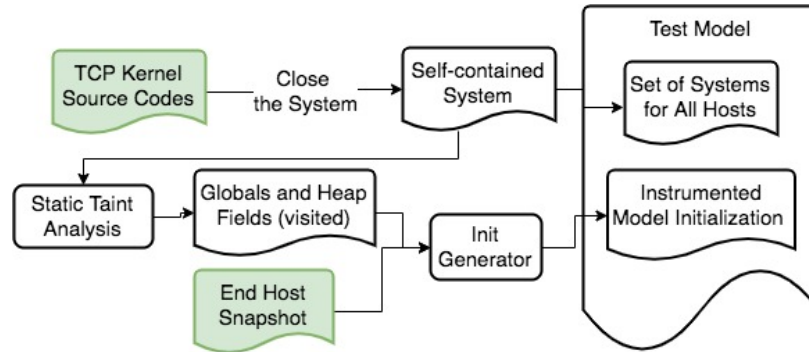 Test Model
TCP Kernel
Source Codes
Close
the System
Self-contained
System
Set of Systems
for All Hosts
Static Taint
Analysis
Globals and Heap
Fields (visited)
Init
Generator
Instrumented
Model Initialization
End Host
Snapshot